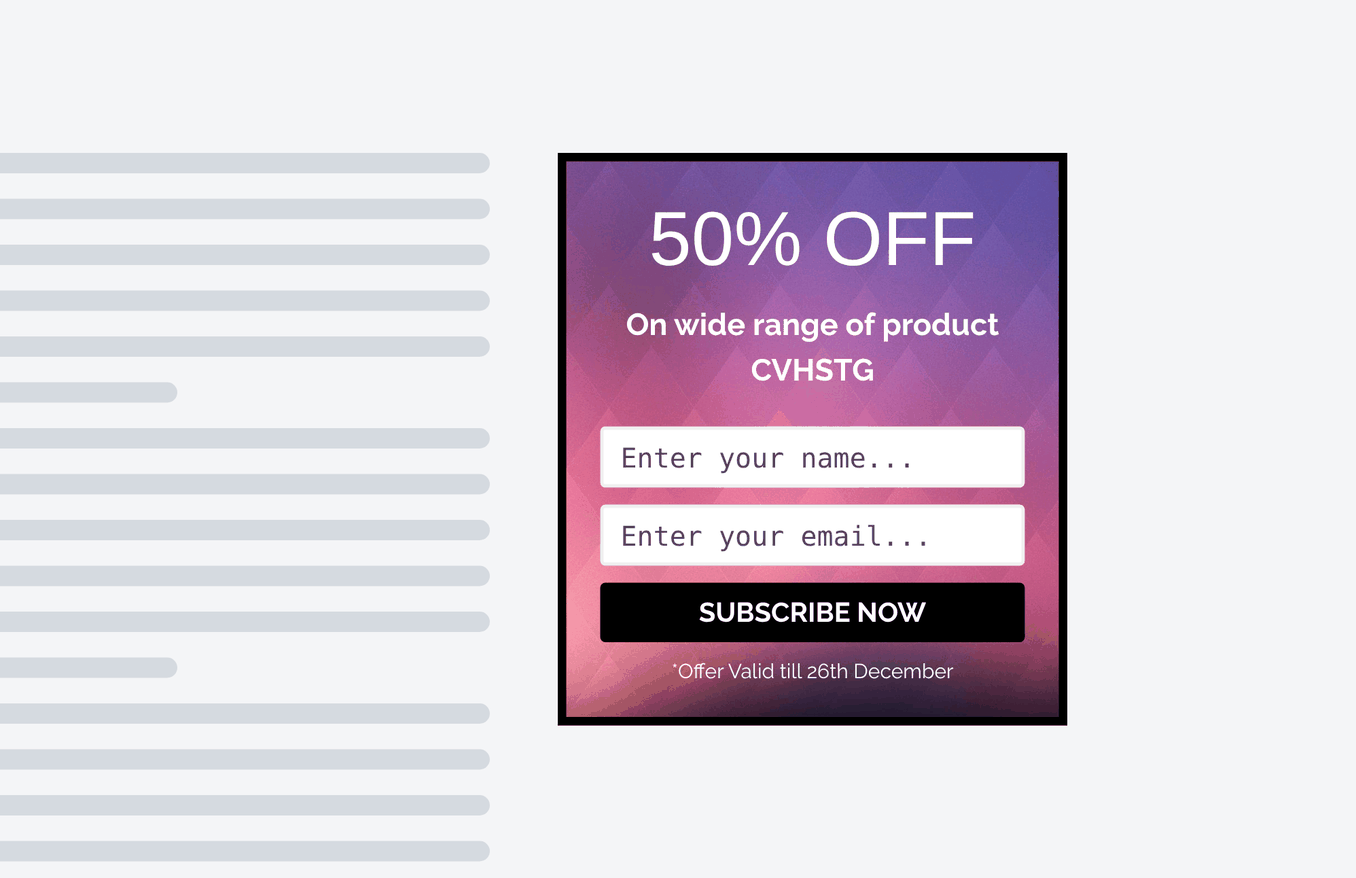 50% OFF
On wide range of product
CVHSTG
Enter your name...
Enter your email...
SUBSCRIBE NOW
*Offer Valid till 26th December